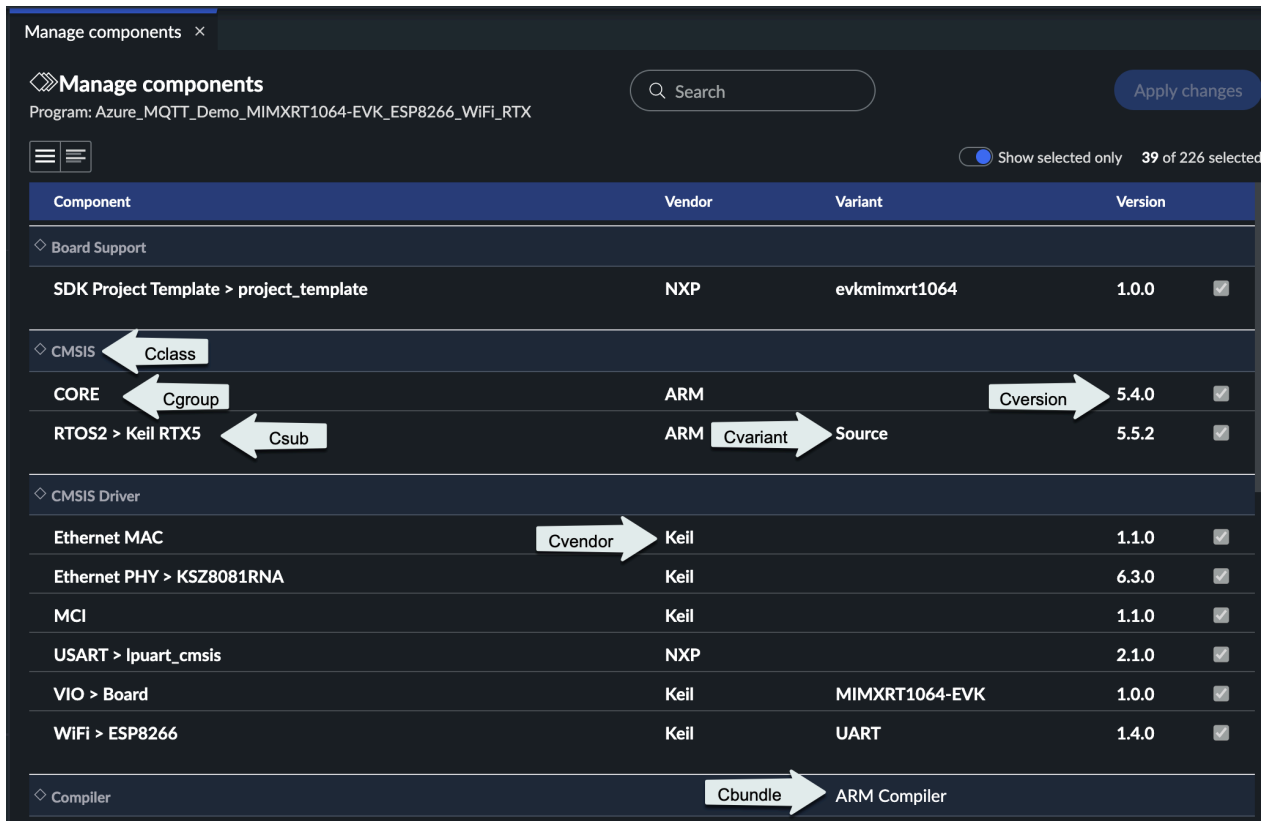 Manage components ×
Manage components
Program: Azure_MQTT_Demo_MIMXRT1064-EVK_ESP8266_WiFi_RTX
Search
Apply changes
Show selected only 39 of 226 selected
Component Vendor Variant Version
Board Support
SDK Project Template > project_template NXP evkmimxrt1064 1.0.0
CMSIS Cclass
CORE Cgroup ARM Cversion 5.4.0
RTOS2 > Keil RTX5 Csub ARM Cvariant Source 5.5.2
CMSIS Driver
Ethernet MAC Cvendor Keil 1.1.0
Ethernet PHY > KSZ8081RNA Keil 6.3.0
MCI Keil 1.1.0
USART > lpuart_cmsis NXP 2.1.0
VIO > Board Keil MIMXRT1064-EVK 1.0.0
WiFi > ESP8266 Keil UART 1.4.0
Compiler Cbundle ARM Compiler